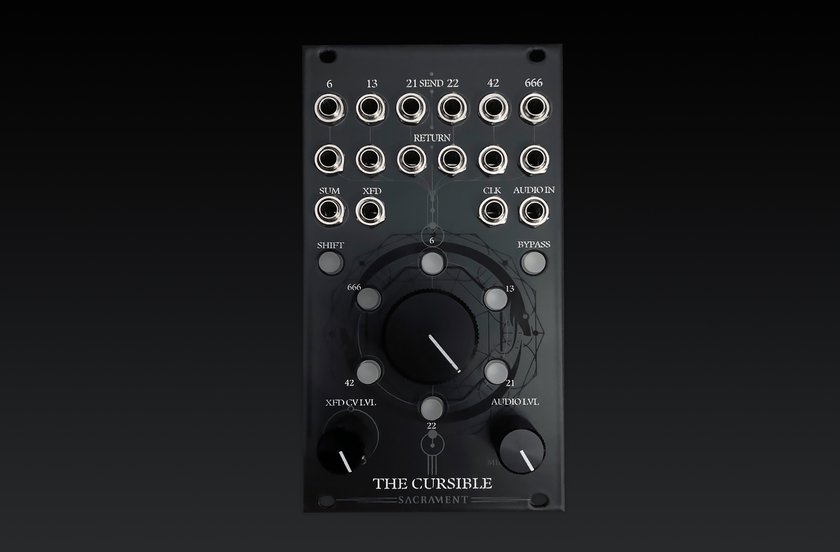 6 13 21 SEND 22 42 666
RETURN
SUM XFD CLK AUDIO IN
SHIFT 6 BYPASS
666 13
42 21
XFD CV LVL AUDIO LVL
22
THE CURSIBLE
SACRAMENT